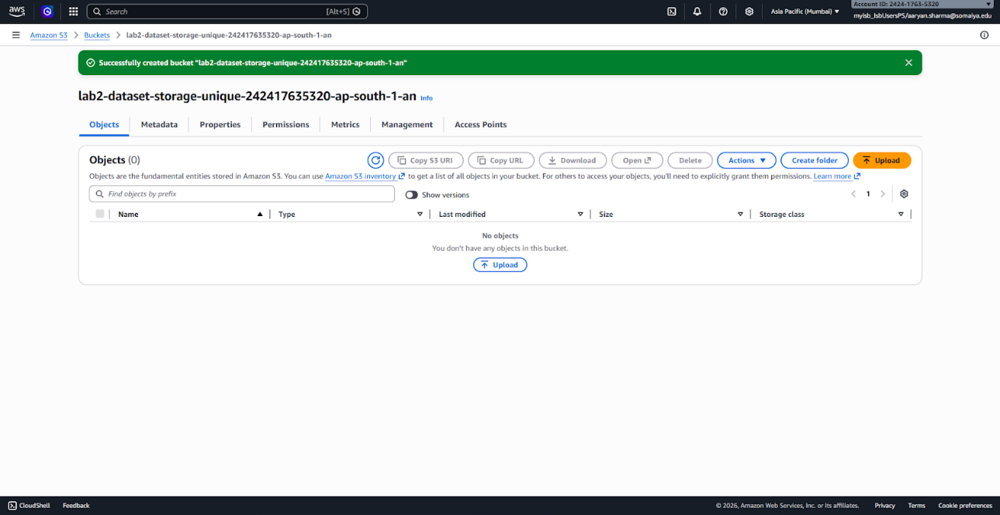 aws Search [Alt+S] Asia Pacific (Mumbai) ▼ Account ID: 2424-1763-5320 ▼
myisb_IsbUsersPS/aaryan.sharma@somaiya.edu
Amazon S3 > Buckets > lab2-dataset-storage-unique-242417635320-ap-south-1-an
Successfully created bucket "lab2-dataset-storage-unique-242417635320-ap-south-1-an"
lab2-dataset-storage-unique-242417635320-ap-south-1-an Info
Objects Metadata Properties Permissions Metrics Management Access Points
Objects (0) Copy S3 URI Copy URL Download Open Delete Actions ▼ Create folder Upload
Objects are the fundamental entities stored in Amazon S3. You can use Amazon S3 inventory to get a list of all objects in your bucket. For others to access your objects, you'll need to explicitly grant them permissions. Learn more
Find objects by prefix Show versions < 1 >
Name Type Last modified Size Storage class
No objects
You don't have any objects in this bucket.
Upload
CloudShell Feedback © 2026, Amazon Web Services, Inc. or its affiliates. Privacy Terms Cookie preferences